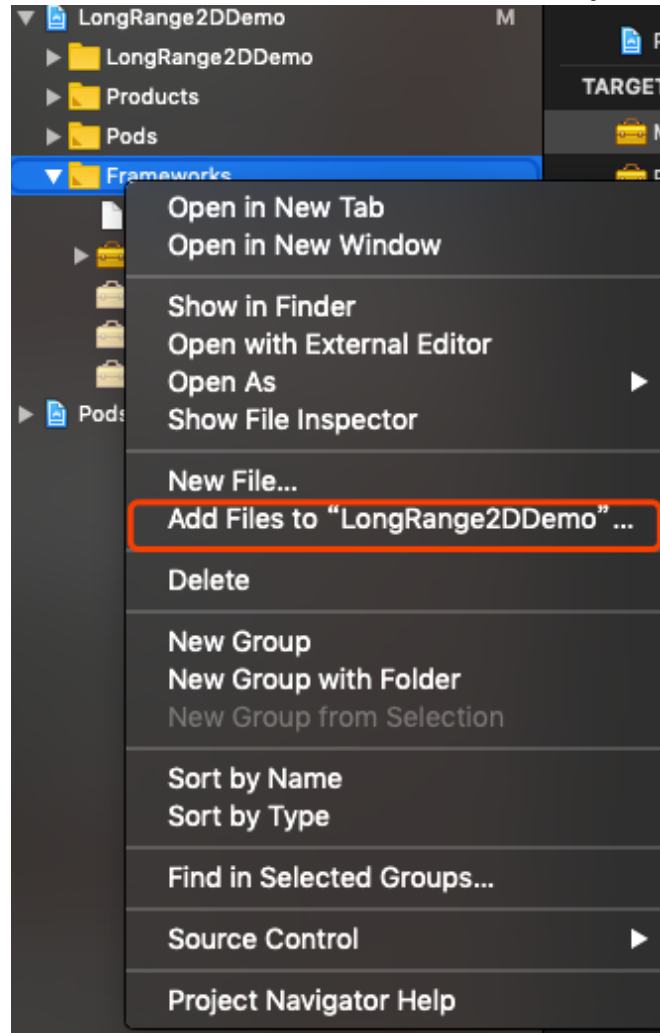 LongRange2DDemo M
LongRange2DDemo
Products
TARGET
Pods
Frameworks
Open in New Tab
Open in New Window
Show in Finder
Open with External Editor
Open As
Pods
Show File Inspector
New File...
Add Files to “LongRange2DDemo”...
Delete
New Group
New Group with Folder
New Group from Selection
Sort by Name
Sort by Type
Find in Selected Groups...
Source Control
Project Navigator Help